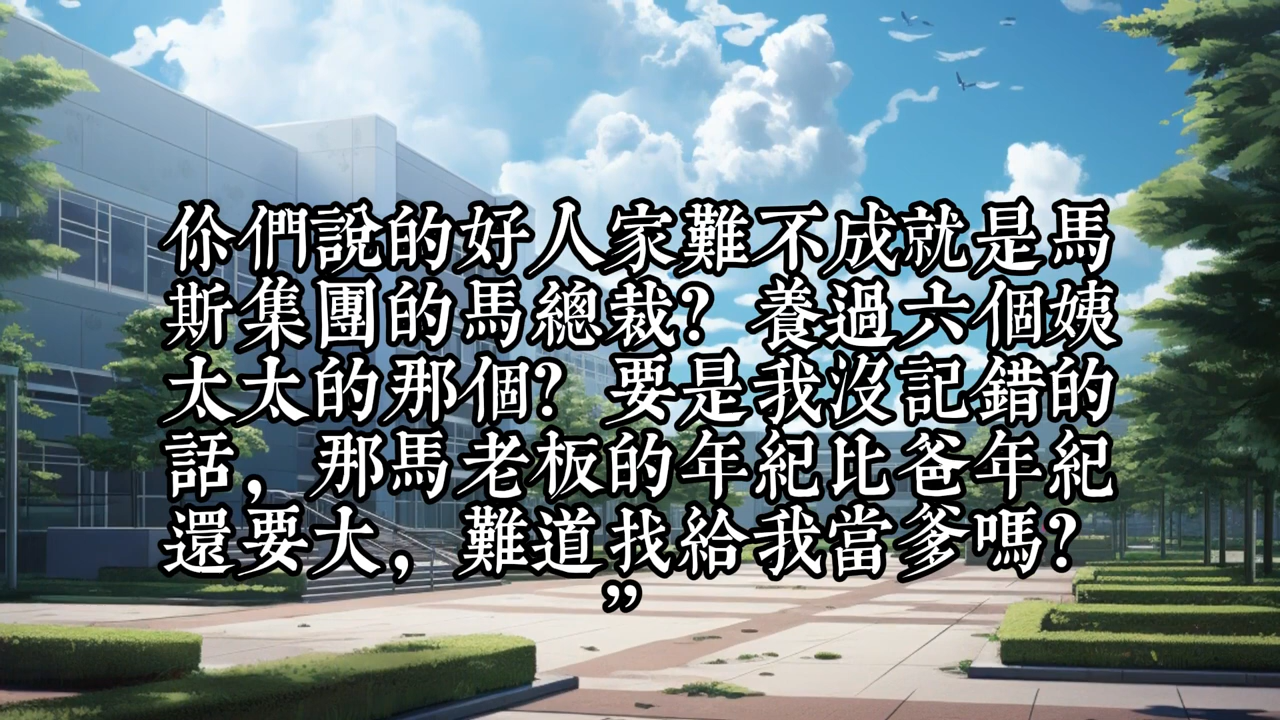 你們說的好人家難不成就是馬
斯集團的馬總裁？養過六個姨
太太的那個？要是我沒記錯的
話，那馬老板的年紀比爸年紀
還要大，難道找給我當爹嗎？
”